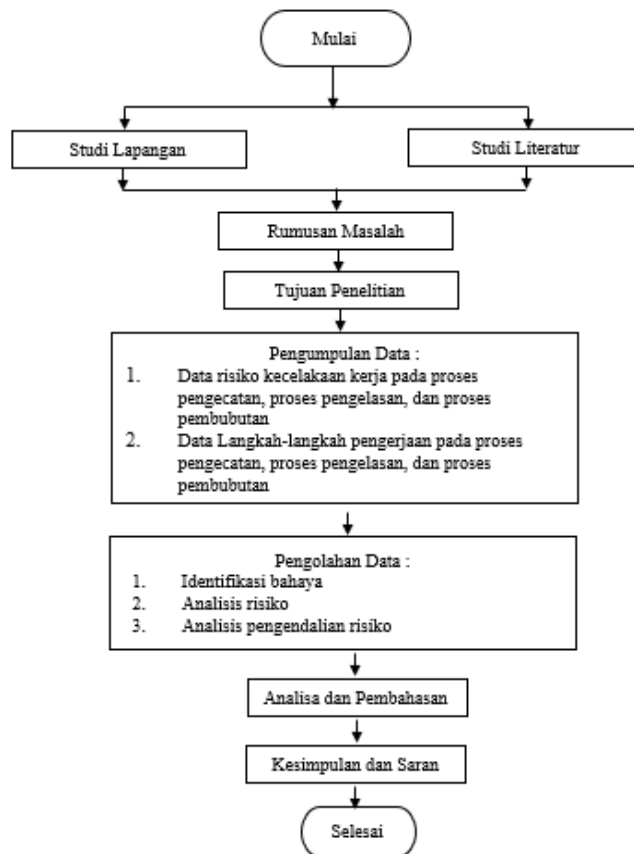 Mulai
Studi Lapangan
Studi Literatur
Rumusan Masalah
Tujuan Penelitian
Pengumpulan Data :
1. Data risiko kecelakaan kerja pada proses
pengecatan, proses pengelasan, dan proses
pembubutan
2. Data Langkah-langkah pengerjaan pada proses
pengecatan, proses pengelasan, dan proses
pembubutan
Pengolahan Data :
1. Identifikasi bahaya
2. Analisis risiko
3. Analisis pengendalian risiko
Analisa dan Pembahasan
Kesimpulan dan Saran
Selesai